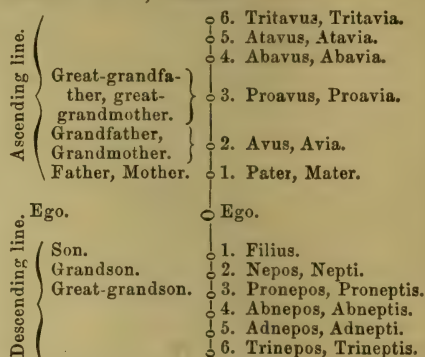 Ascending line.
6. Tritavus, Tritavia.
5. Atavus, Atavia.
4. Abavus, Abavia.
Great-grandfa-
ther, great-
grandmother.
3. Proavus, Proavia.
Grandfather,
Grandmother.
2. Avus, Avia.
Father, Mother. 1. Pater, Mater.
Ego. Ego.
Descending line.
Son. 1. Filius.
Grandson. 2. Nepos, Nepti.
Great-grandson. 3. Pronepos, Proneptis.
4. Abnepos, Abneptis.
5. Adnepos, Adnepti.
6. Trinepos, Trineptis.